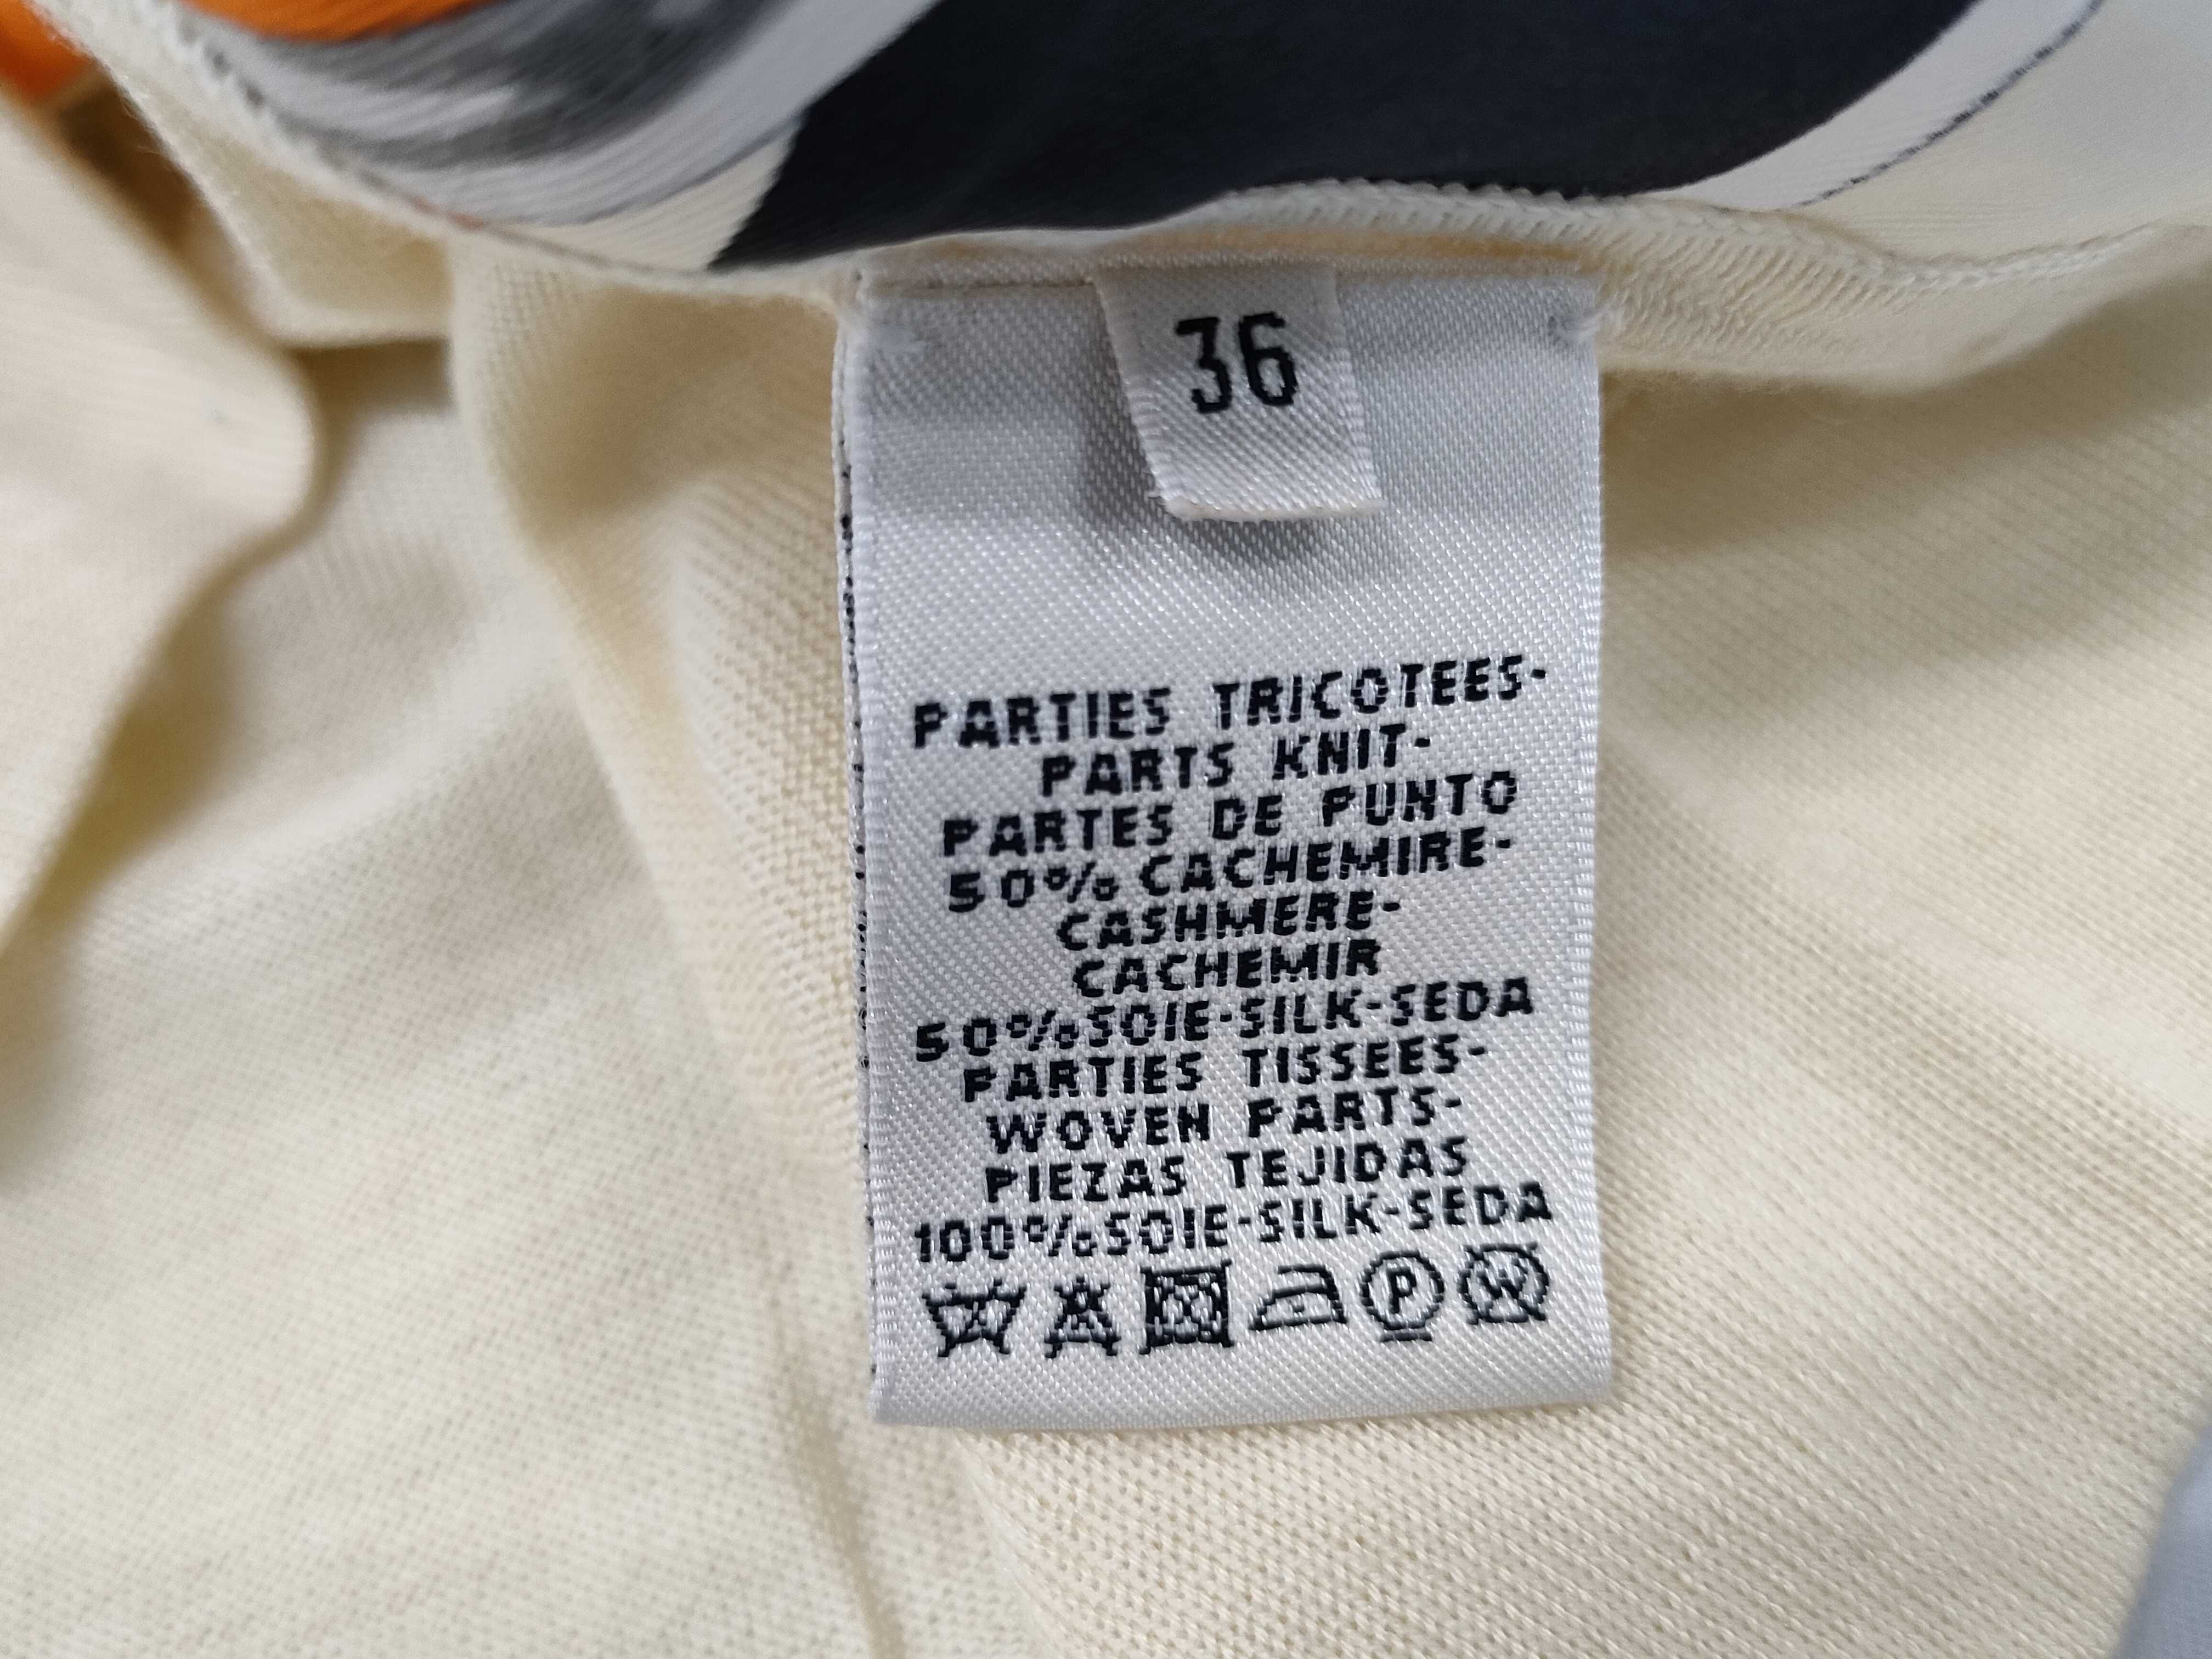 36
PARTIES TRICOTEES-
PARTS KNIT-
PARTES DE PUNTO
50% CACHEMIRE-
CASHMERE-
CACHEMIR
50%SOIE-SILK-SEDA
PARTIES TISSEES-
WOVEN PARTS-
PIEZAS TEJIDAS
100%SOIE-SILK-SEDA
P W